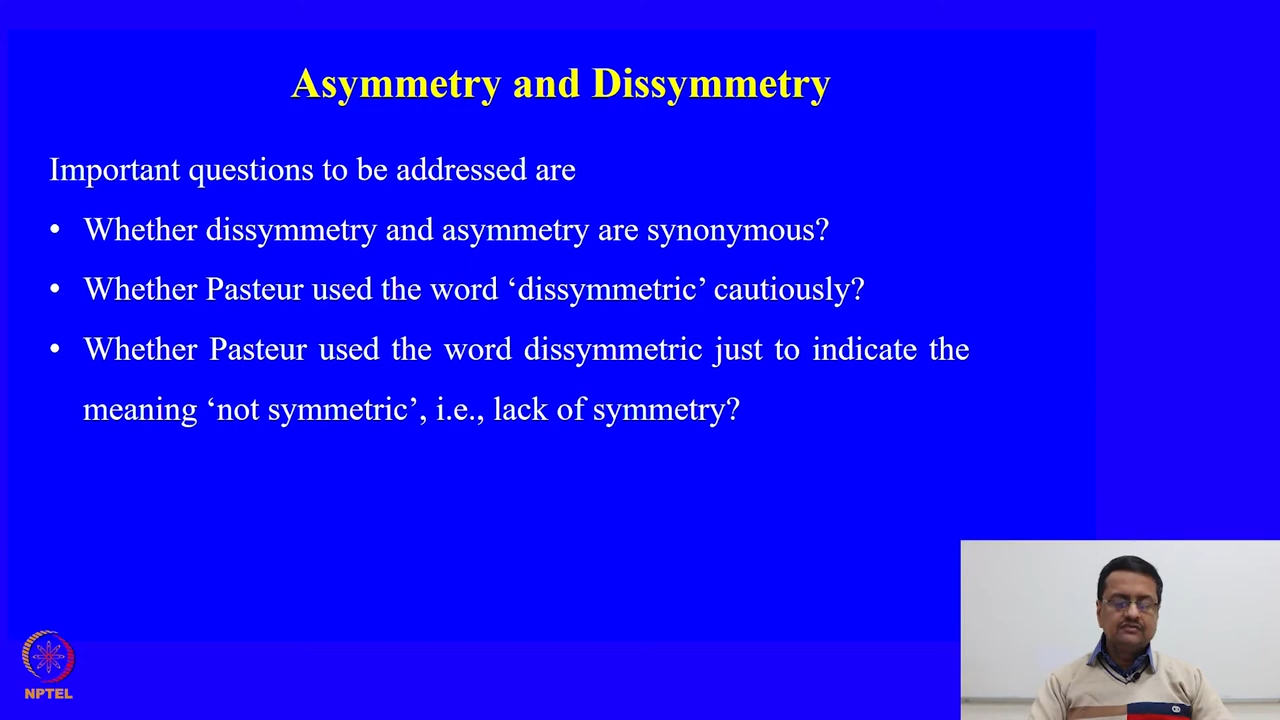 Asymmetry and Dissymmetry
Important questions to be addressed are
• Whether dissymmetry and asymmetry are synonymous?
• Whether Pasteur used the word ‘dissymmetric’ cautiously?
• Whether Pasteur used the word dissymmetric just to indicate the
meaning ‘not symmetric’, i.e., lack of symmetry?
NPTEL